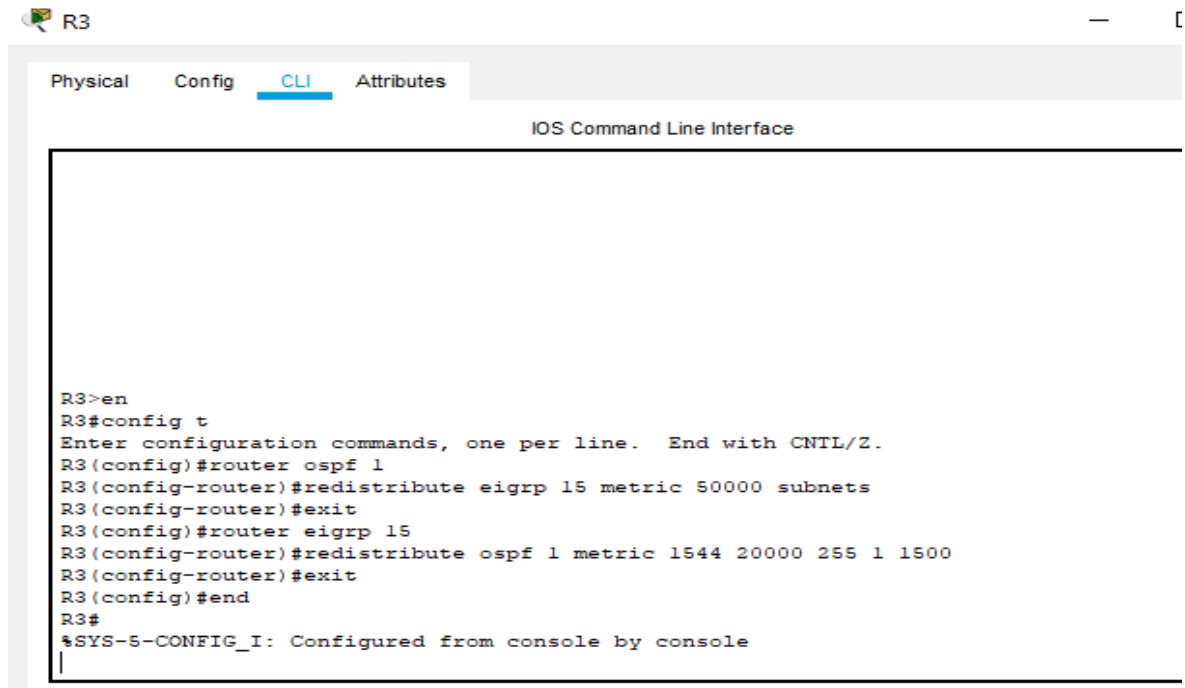 R3
Physical Config CLI Attributes
IOS Command Line Interface
R3>en
R3#config t
Enter configuration commands, one per line.  End with CNTL/Z.
R3(config)#router ospf 1
R3(config-router)#redistribute eigrp 15 metric 50000 subnets
R3(config-router)#exit
R3(config)#router eigrp 15
R3(config-router)#redistribute ospf 1 metric 1544 20000 255 1 1500
R3(config-router)#exit
R3(config)#end
R3#
%SYS-5-CONFIG_I: Configured from console by console